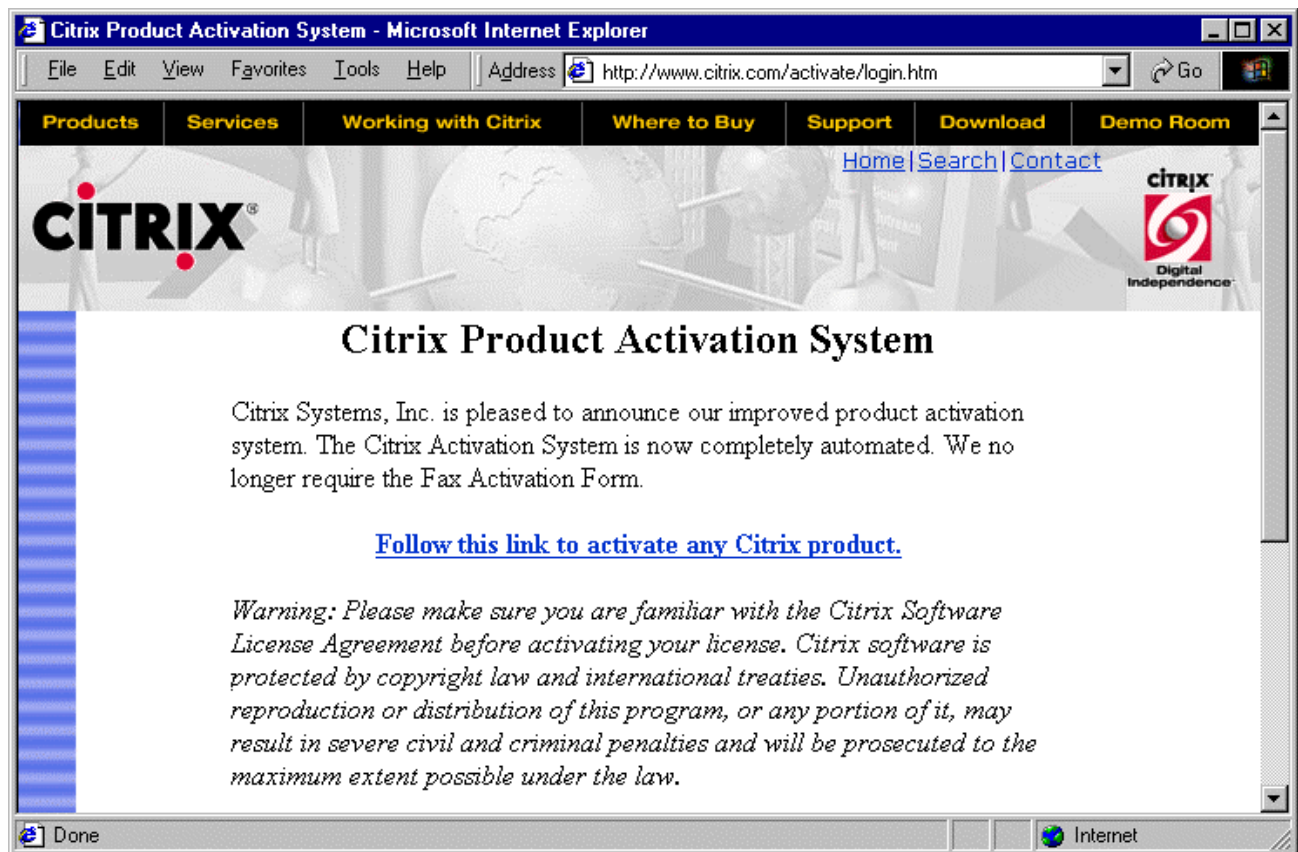 Citrix Product Activation System - Microsoft Internet Explorer
File Edit View Favorites Tools Help Address http://www.citrix.com/activate/login.htm Go
Products Services Working with Citrix Where to Buy Support Download Demo Room
Home|Search|Contact
CITRIX®
CITRIX
Digital
Independence
Citrix Product Activation System
Citrix Systems, Inc. is pleased to announce our improved product activation
system. The Citrix Activation System is now completely automated. We no
longer require the Fax Activation Form.
Follow this link to activate any Citrix product.
Warning: Please make sure you are familiar with the Citrix Software
License Agreement before activating your license. Citrix software is
protected by copyright law and international treaties. Unauthorized
reproduction or distribution of this program, or any portion of it, may
result in severe civil and criminal penalties and will be prosecuted to the
maximum extent possible under the law.
Done Internet